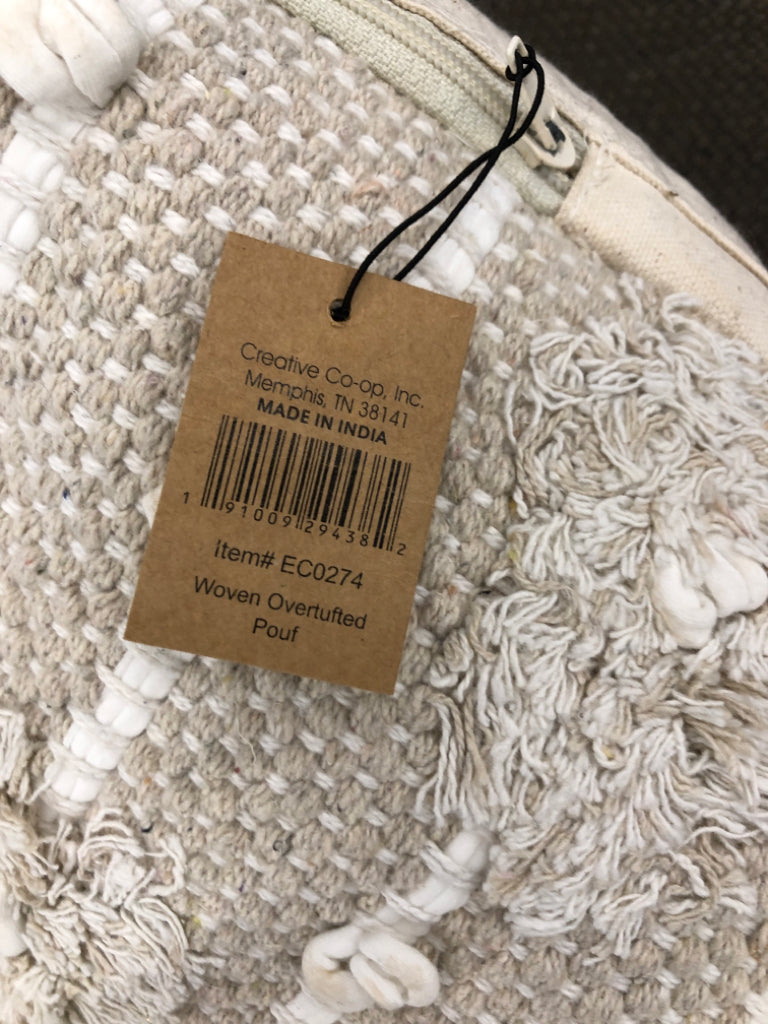 Creative Co-op, Inc.
Memphis, TN 38141
MADE IN INDIA
1 91009 29438 2
Item# EC0274
Woven Overtufted
Pouf